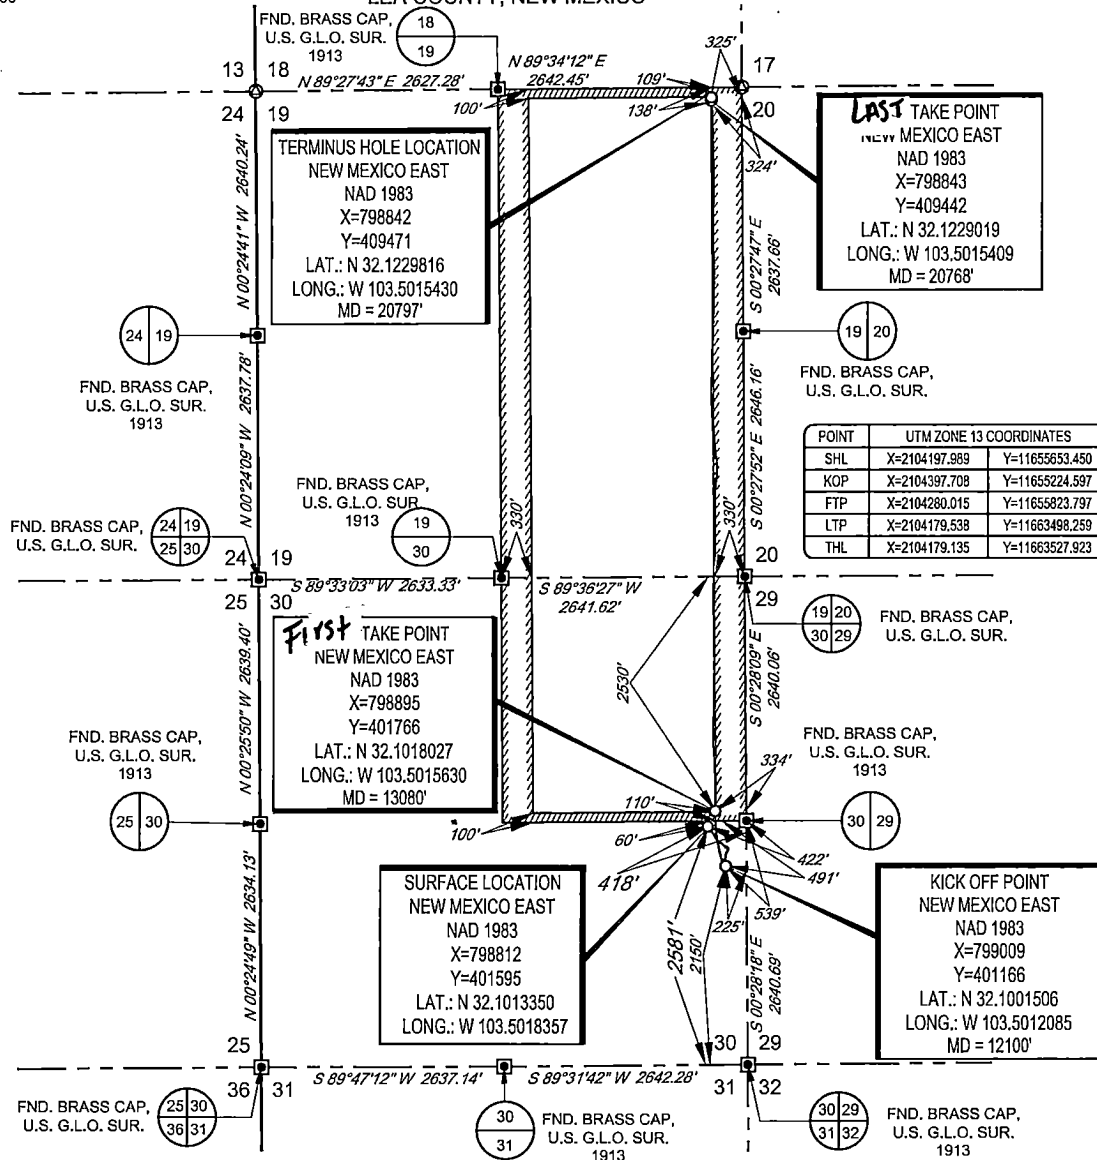 FND. BRASS CAP,
U.S. G.L.O. SUR.
1913
18
19
N 89°34'12" E
2642.45'
325'
13 18
N 89°27'43" E 2627.28'
109'
17
24 19
100'
138'
20
324'
TERMINUS HOLE LOCATION
NEW MEXICO EAST
NAD 1983
X=798842
Y=409471
LAT.: N 32.1229816
LONG.: W 103.5015430
MD = 20797'
LAST TAKE POINT
NEW MEXICO EAST
NAD 1983
X=798843
Y=409442
LAT.: N 32.1229019
LONG.: W 103.5015409
MD = 20768'
N 00°24'41" W 2640.24'
S 00°27'47" E
2637.66'
24 19
FND. BRASS CAP,
U.S. G.L.O. SUR.
1913
19 20
FND. BRASS CAP,
U.S. G.L.O. SUR.
N 00°24'09" W 2637.78'
S 00°27'52" E 2646.16'
POINT UTM ZONE 13 COORDINATES
SHL X=2104197.989 Y=11655653.450
KOP X=2104397.708 Y=11655224.597
FTP X=2104280.015 Y=11655823.797
LTP X=2104179.538 Y=11663498.259
THL X=2104179.135 Y=11663527.923
FND. BRASS CAP,
U.S. G.L.O. SUR
1913
19
30
330'
330'
FND. BRASS CAP,
U.S. G.L.O. SUR.
24 19
25 30
24 19
25 30
S 89°33'03" W 2633.33'
S 89°36'27" W
2641.62'
20
29
19 20
30 29
FND. BRASS CAP,
U.S. G.L.O. SUR.
First TAKE POINT
NEW MEXICO EAST
NAD 1983
X=798895
Y=401766
LAT.: N 32.1018027
LONG.: W 103.5015630
MD = 13080'
N 00°25'50" W 2639.40'
2530'
S 00°28'09" E
2640.06'
FND. BRASS CAP,
U.S. G.L.O. SUR.
1913
25 30
FND. BRASS CAP,
U.S. G.L.O. SUR.
1913
30 29
334'
110'
100'
60'
418'
422'
491'
539'
225'
SURFACE LOCATION
NEW MEXICO EAST
NAD 1983
X=798812
Y=401595
LAT.: N 32.1013350
LONG.: W 103.5018357
KICK OFF POINT
NEW MEXICO EAST
NAD 1983
X=799009
Y=401166
LAT.: N 32.1001506
LONG.: W 103.5012085
MD = 12100'
N 00°24'49" W 2634.13'
2581'
2150'
S 00°28'18" E
2640.69'
25
36 31
S 89°47'12" W 2637.14'
S 89°31'42" W 2642.28'
30 29
31 32
FND. BRASS CAP,
U.S. G.L.O. SUR.
25 30
36 31
30
31
FND. BRASS CAP,
U.S. G.L.O. SUR.
1913
30 29
31 32
FND. BRASS CAP,
U.S. G.L.O. SUR.
1913